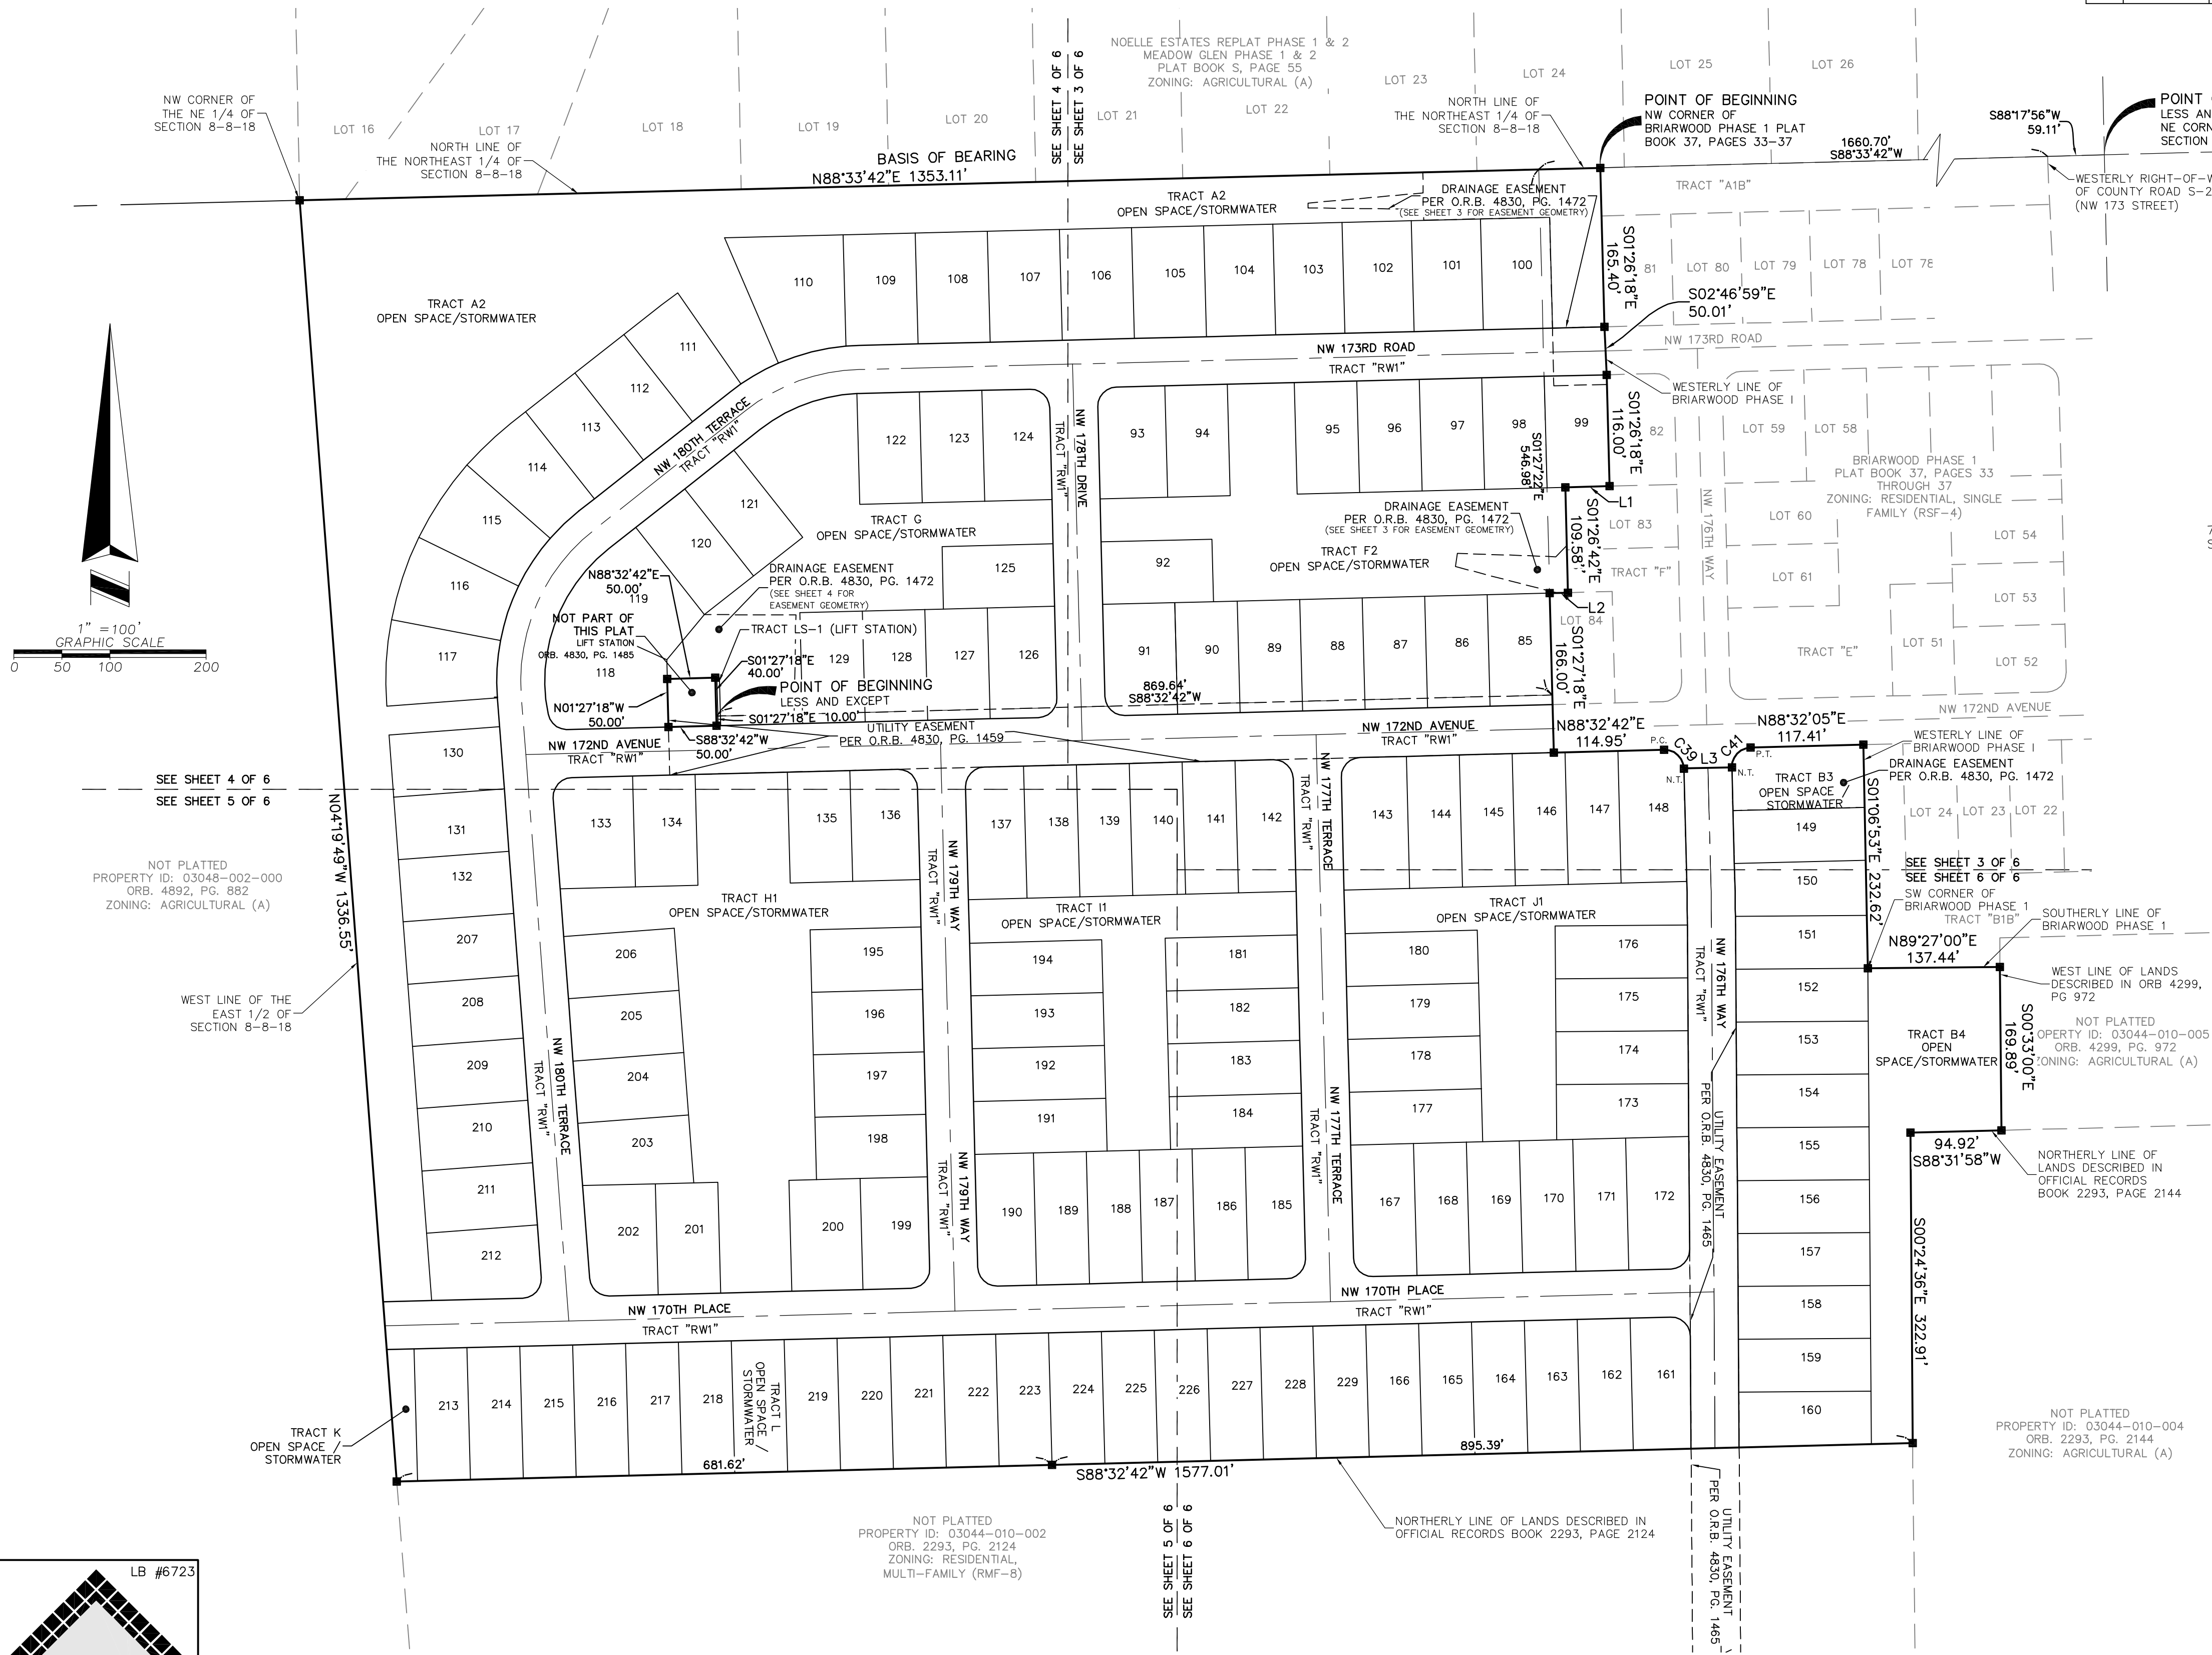 NOELLE ESTATES REPLAT PHASE 1 & 2
MEADOW GLEN PHASE 1 & 2
PLAT BOOK S, PAGE 55
ZONING: AGRICULTURAL (A)
SEE SHEET 4 OF 6
SEE SHEET 3 OF 6
NW CORNER OF
THE NE 1/4 OF
SECTION 8-8-18
LOT 16
LOT 17
LOT 18
LOT 19
LOT 20
LOT 21
LOT 22
LOT 23
LOT 24
LOT 25
LOT 26
NORTH LINE OF
THE NORTHEAST 1/4 OF
SECTION 8-8-18
BASIS OF BEARING
N88°33'42"E 1353.11'
NORTH LINE OF
THE NORTHEAST 1/4 OF
SECTION 8-8-18
POINT OF BEGINNING
NW CORNER OF
BRIARWOOD PHASE 1 PLAT
BOOK 37, PAGES 33-37
1660.70'
S88°33'42"W
S88°17'56"W
59.11'
POINT
LESS AN
NE CORN
SECTION
WESTERLY RIGHT-OF-W
OF COUNTY ROAD S-2
(NW 173 STREET)
TRACT "A1B"
TRACT A2
OPEN SPACE/STORMWATER
DRAINAGE EASEMENT
PER O.R.B. 4830, PG. 1472
(SEE SHEET 3 FOR EASEMENT GEOMETRY)
TRACT A2
OPEN SPACE/STORMWATER
110
109
108
107
106
105
104
103
102
101
100
S01°26'18"E
165.40'
81
LOT 80
LOT 79
LOT 78
LOT 78
S02°46'59"E
50.01'
NW 173RD ROAD
TRACT "RW1"
NW 173RD ROAD
WESTERLY LINE OF
BRIARWOOD PHASE I
111
112
113
114
115
116
117
NW 180TH TERRACE
TRACT "RW1"
122
123
124
TRACT "RW1"
NW 178TH DRIVE
93
94
95
96
97
98
99
S01°27'22"E
546.98'
S01°26'18"E
116.00'
82
LOT 59
LOT 58
BRIARWOOD PHASE 1
PLAT BOOK 37, PAGES 33
THROUGH 37
ZONING: RESIDENTIAL, SINGLE
FAMILY (RSF-4)
NW 176TH WAY
121
120
TRACT G
OPEN SPACE/STORMWATER
DRAINAGE EASEMENT
PER O.R.B. 4830, PG. 1472
(SEE SHEET 3 FOR EASEMENT GEOMETRY)
L1
LOT 83
LOT 60
LOT 54
TRACT F2
OPEN SPACE/STORMWATER
S01°26'42"E
109.58'
TRACT "F"
LOT 61
LOT 53
92
125
N88°32'42"E
50.00'
119
DRAINAGE EASEMENT
PER O.R.B. 4830, PG. 1472
(SEE SHEET 4 FOR
EASEMENT GEOMETRY)
NOT PART OF
THIS PLAT
LIFT STATION
ORB. 4830, PG. 1485
TRACT LS-1 (LIFT STATION)
118
129
128
127
126
91
90
89
88
87
86
85
L2
LOT 84
S01°27'18"E
166.00'
TRACT "E"
LOT 51
LOT 52
S01°27'18"E
40.00'
POINT OF BEGINNING
LESS AND EXCEPT
N01°27'18"W
50.00'
S01°27'18"E 10.00'
869.64'
S88°32'42"W
S88°32'42"W
50.00'
UTILITY EASEMENT
PER O.R.B. 4830, PG. 1459
NW 172ND AVENUE
TRACT "RW1"
NW 172ND AVENUE
TRACT "RW1"
N88°32'42"E
114.95'
P.C.
C39
N.T.
L3
C41
N.T.
P.T.
N88°32'05"E
117.41'
NW 172ND AVENUE
WESTERLY LINE OF
BRIARWOOD PHASE I
DRAINAGE EASEMENT
PER O.R.B. 4830, PG. 1472
TRACT B3
OPEN SPACE
STORMWATER
LOT 24
LOT 23
LOT 22
1" =100'
GRAPHIC SCALE
0 50 100 200
SEE SHEET 4 OF 6
SEE SHEET 5 OF 6
N04°19'49"W 1336.55'
130
131
132
133
134
135
136
137
138
139
140
141
142
NW 177TH TERRACE
TRACT "RW1"
143
144
145
146
147
148
149
S01°06'53"E 232.62'
SEE SHEET 3 OF 6
SEE SHEET 6 OF 6
NOT PLATTED
PROPERTY ID: 03048-002-000
ORB. 4892, PG. 882
ZONING: AGRICULTURAL (A)
NW 179TH WAY
TRACT "RW1"
TRACT H1
OPEN SPACE/STORMWATER
TRACT I1
OPEN SPACE/STORMWATER
TRACT J1
OPEN SPACE/STORMWATER
150
SW CORNER OF
BRIARWOOD PHASE 1
TRACT "B1B"
SOUTHERLY LINE OF
BRIARWOOD PHASE 1
N89°27'00"E
137.44'
WEST LINE OF LANDS
DESCRIBED IN ORB 4299,
PG 972
NOT PLATTED
OPERTY ID: 03044-010-005
ORB. 4299, PG. 972
ZONING: AGRICULTURAL (A)
WEST LINE OF THE
EAST 1/2 OF
SECTION 8-8-18
207
208
209
210
211
212
206
205
204
203
195
196
197
198
194
193
192
191
181
182
183
184
180
179
178
177
176
175
174
173
NW 176TH WAY
TRACT "RW1"
151
152
153
154
155
156
157
158
159
160
TRACT B4
OPEN
SPACE/STORMWATER
S00°33'00"E
169.89'
94.92'
S88°31'58"W
NORTHERLY LINE OF
LANDS DESCRIBED IN
OFFICIAL RECORDS
BOOK 2293, PAGE 2144
NW 180TH TERRACE
TRACT "RW1"
NW 177TH TERRACE
TRACT "RW1"
UTILITY EASEMENT
PER O.R.B. 4830, PG. 1465
202
201
200
199
NW 179TH WAY
TRACT "RW1"
190
189
188
187
186
185
167
168
169
170
171
172
S00°24'36"E 322.91'
NW 170TH PLACE
TRACT "RW1"
NW 170TH PLACE
TRACT "RW1"
213
214
215
216
217
218
TRACT L
OPEN SPACE /
STORMWATER
219
220
221
222
223
224
225
226
227
228
229
166
165
164
163
162
161
TRACT K
OPEN SPACE /
STORMWATER
681.62'
S88°32'42"W 1577.01'
895.39'
NOT PLATTED
PROPERTY ID: 03044-010-004
ORB. 2293, PG. 2144
ZONING: AGRICULTURAL (A)
NOT PLATTED
PROPERTY ID: 03044-010-002
ORB. 2293, PG. 2124
ZONING: RESIDENTIAL,
MULTI-FAMILY (RMF-8)
SEE SHEET 5 OF 6
SEE SHEET 6 OF 6
NORTHERLY LINE OF LANDS DESCRIBED IN
OFFICIAL RECORDS BOOK 2293, PAGE 2124
UTILITY EASEMENT
PER O.R.B. 4830, PG. 1465
LB #6723